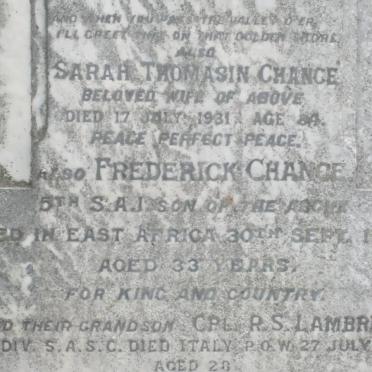 AND WHEN YOU PASS THE VALLEY O'ER,
I'LL GREET THEE ON THAT GOLDEN SHORE.
ALSO
SARAH THOMASIN CHANCE
BELOVED WIFE OF ABOVE
DIED 17 JULY 1931 AGE 84
PEACE PERFECT PEACE.
ALSO FREDERICK CHANCE
5TH S.A.I. SON OF THE ABOVE
ED IN EAST AFRICA 30TH SEPT. 1
AGED 33 YEARS.
FOR KING AND COUNTRY.
D THEIR GRANDSON CPL. R.S. LAMBRE
DIV. S.A.S.C. DIED ITALY P.O.W. 27 JULY
AGED 28